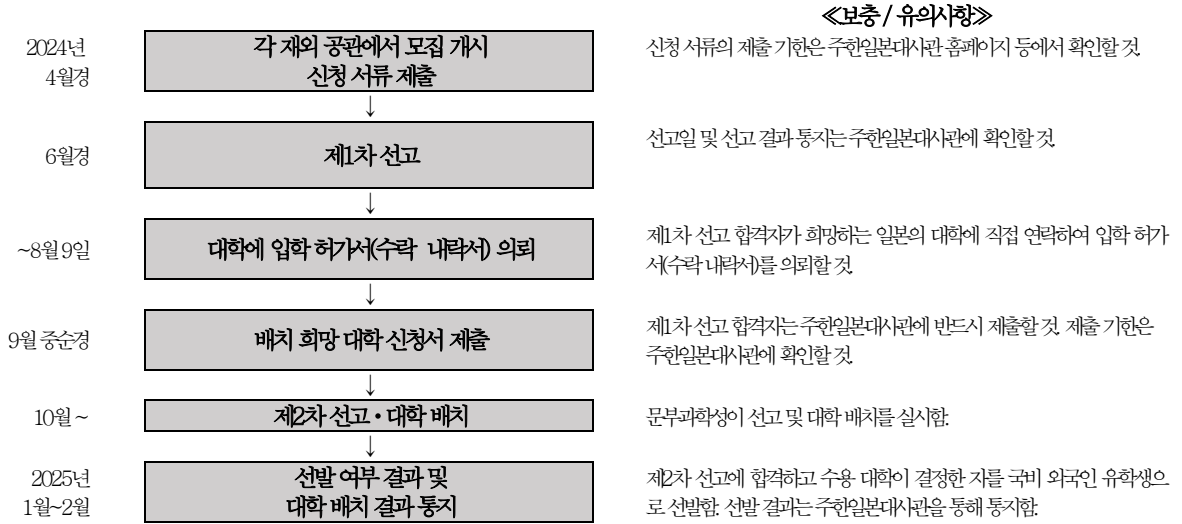 ≪보충 / 유의사항≫
2024년
4월경
각 재외 공관에서 모집 개시
신청 서류 제출
신청 서류의 제출 기한은 주한일본대사관 홈페이지 등에서 확인할 것.
↓
6월경
제1차 선고
선고일 및 선고 결과 통지는 주한일본대사관에 확인할 것.
↓
~8월 9일
대학에 입학 허가서(수락 내락서) 의뢰
제1차 선고 합격자가 희망하는 일본의 대학에 직접 연락하여 입학 허가
서(수락 내락서)를 의뢰할 것.
↓
9월 중순경
배치 희망 대학 신청서 제출
제1차 선고 합격자는 주한일본대사관에 반드시 제출할 것. 제출 기한은
주한일본대사관에 확인할 것.
↓
10월 ~
제2차 선고・대학 배치
문부과학성이 선고 및 대학 배치를 실시함.
↓
2025년
1월~2월
선발 여부 결과 및
대학 배치 결과 통지
제2차 선고에 합격하고 수용 대학이 결정한 자를 국비 외국인 유학생으
로 선발함. 선발 결과는 주한일본대사관을 통해 통지함.